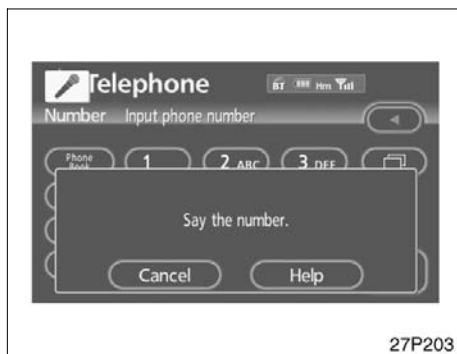 Telephone BT Hm
Number Input phone number
Phone Book 1 2 ABC 3 DEF
Say the number.
Cancel Help
27P203